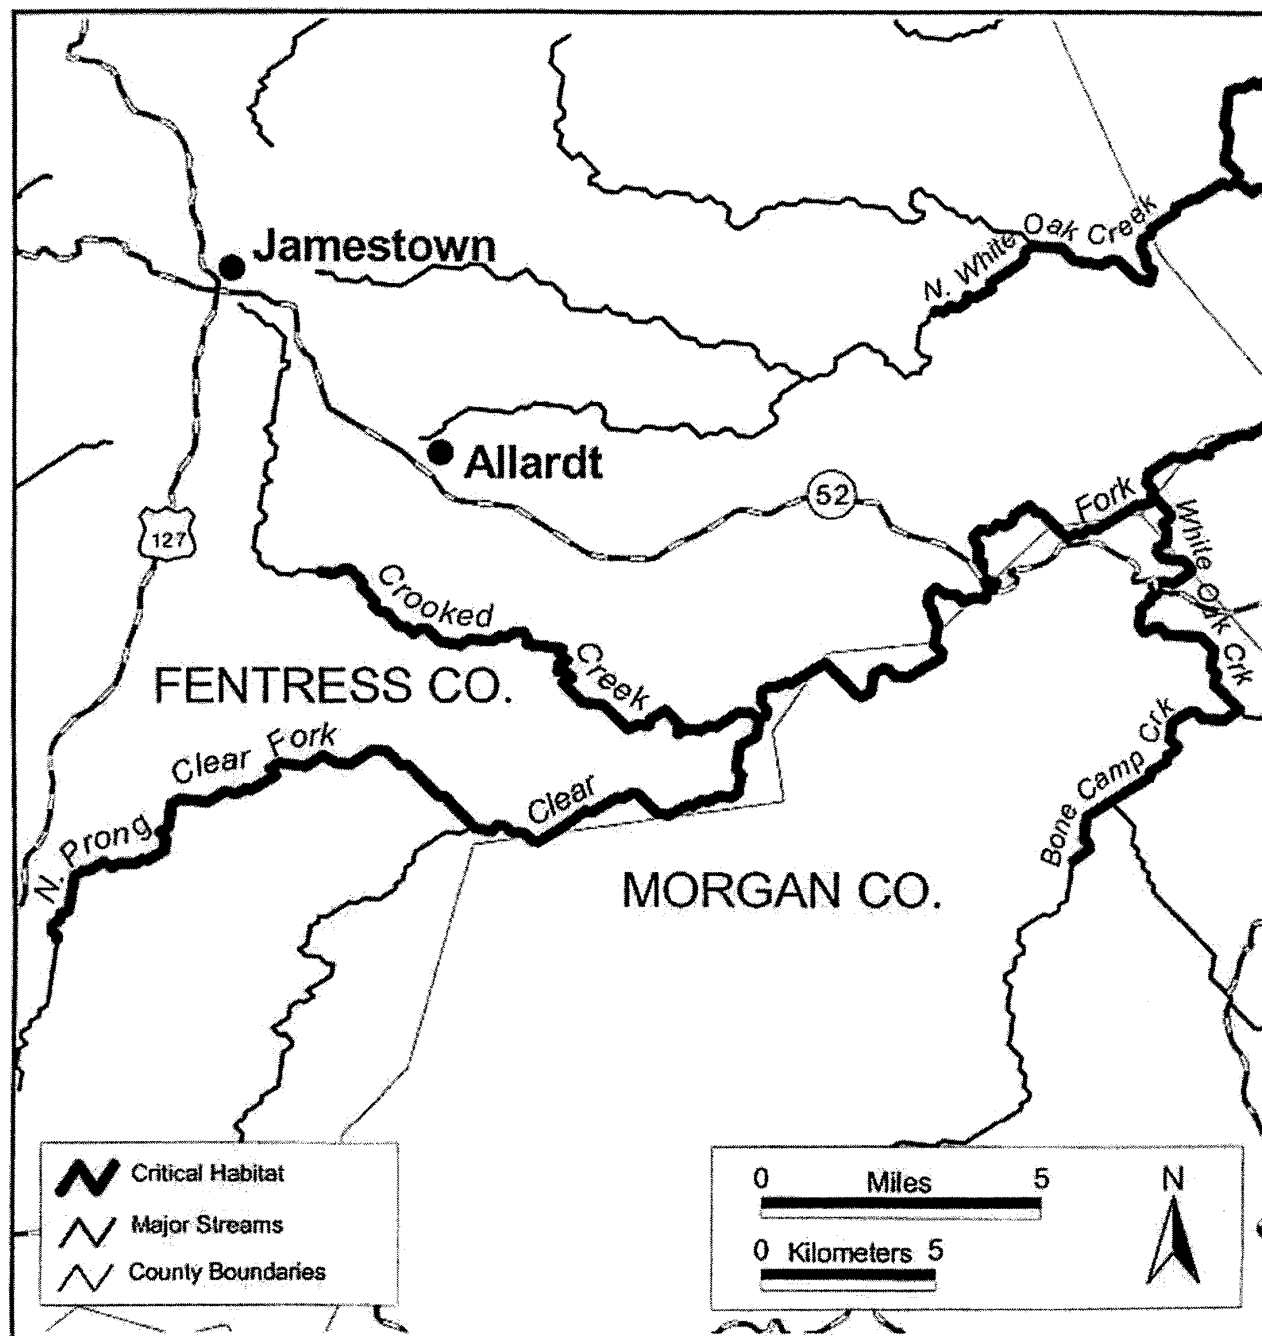 Jamestown
N. White Oak Creek
Allardt
52
Fork
127
White Oak Crk
Crooked
Creek
FENTRESS CO.
Clear Fork
Clear
Bone Camp Crk
N. Prong
MORGAN CO.
Critical Habitat
Major Streams
County Boundaries
0 Miles 5
0 Kilometers 5
N